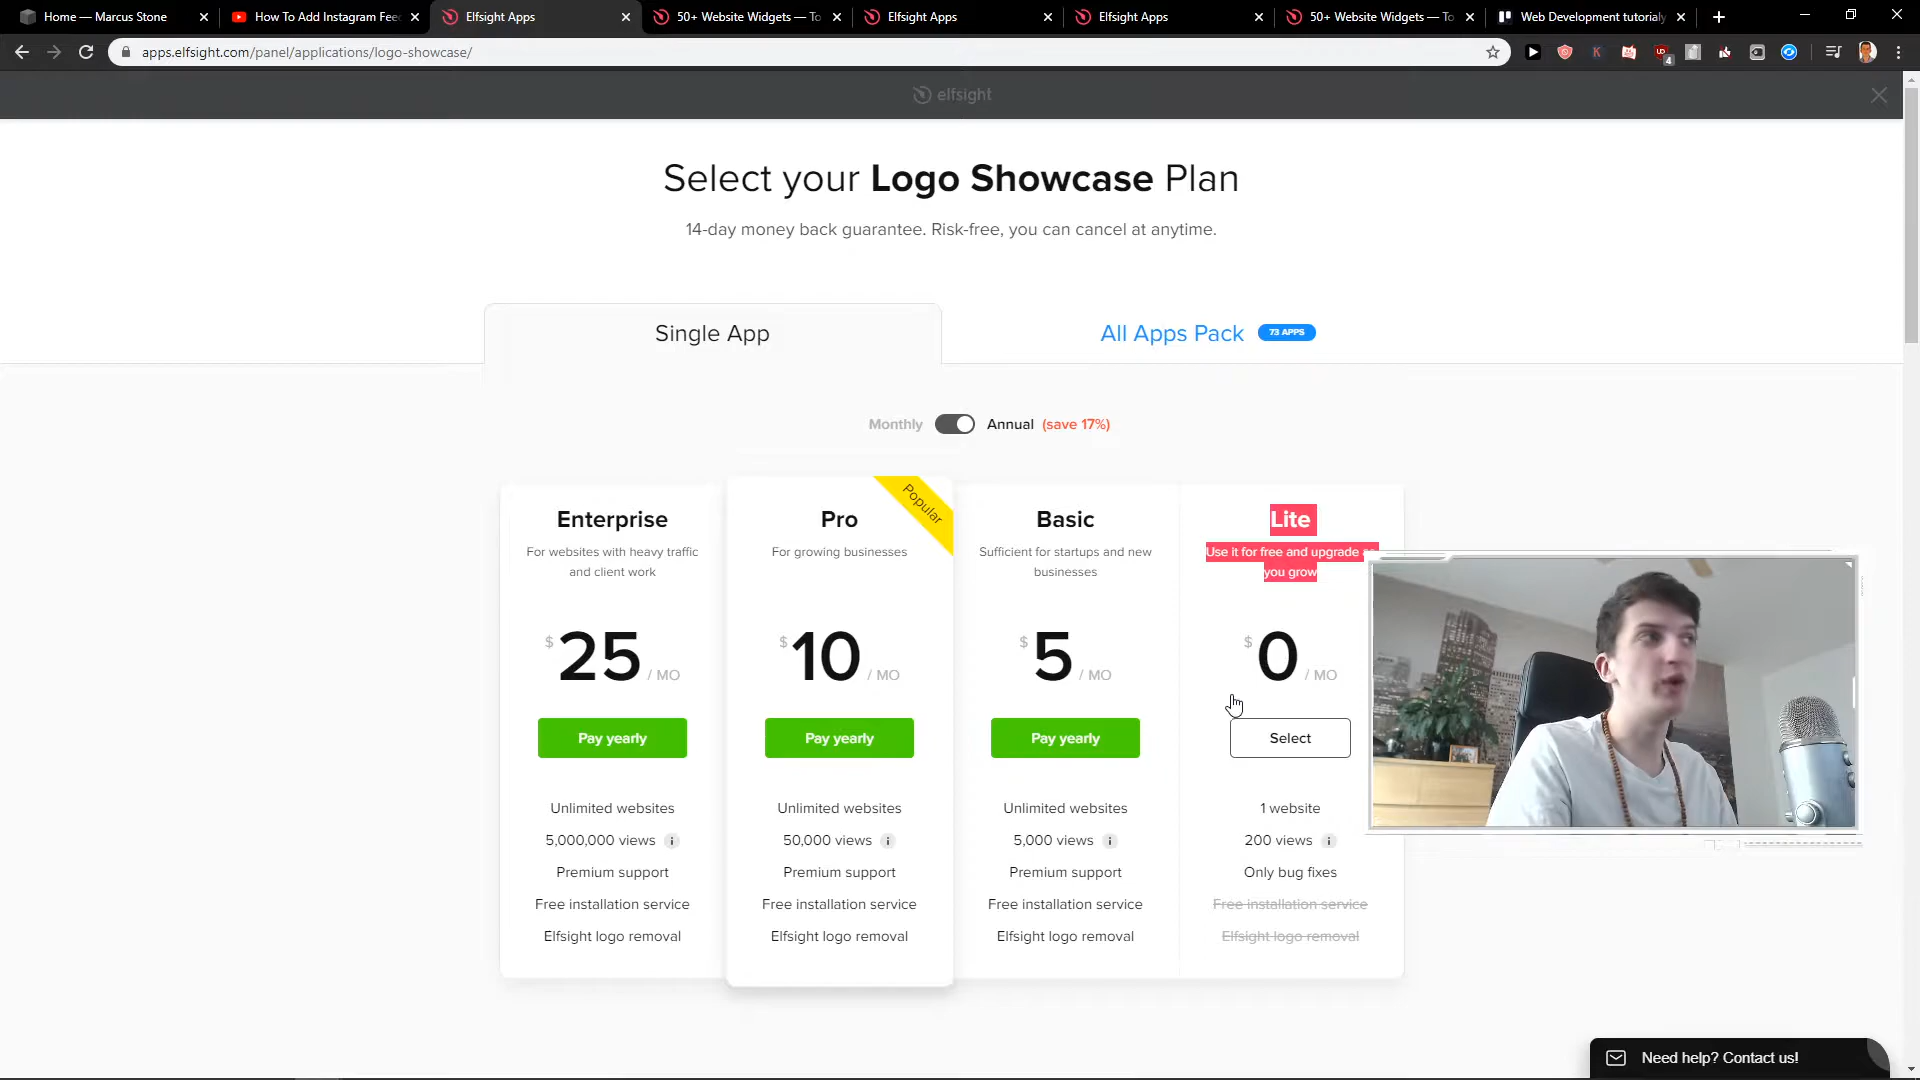 Home — Marcus Stone
How To Add Instagram Fee
Elfsight Apps
50+ Website Widgets — To
Elfsight Apps
Elfsight Apps
50+ Website Widgets — To
Web Development tutorialy
apps.elfsight.com/panel/applications/logo-showcase/
4
elfsight
Select your Logo Showcase Plan
14-day money back guarantee. Risk-free, you can cancel at anytime.
Single App
All Apps Pack
73 APPS
Monthly
Annual (save 17%)
Enterprise
For websites with heavy traffic
and client work
$ 25 / MO
Pay yearly
Unlimited websites
5,000,000 views
Premium support
Free installation service
Elfsight logo removal
Popular
Pro
For growing businesses
$ 10 / MO
Pay yearly
Unlimited websites
50,000 views
Premium support
Free installation service
Elfsight logo removal
Basic
Sufficient for startups and new
businesses
$ 5 / MO
Pay yearly
Unlimited websites
5,000 views
Premium support
Free installation service
Elfsight logo removal
Lite
Use it for free and upgrade
you grow
$ 0 / MO
Select
1 website
200 views
Only bug fixes
Free installation service
Elfsight logo removal
Need help? Contact us!